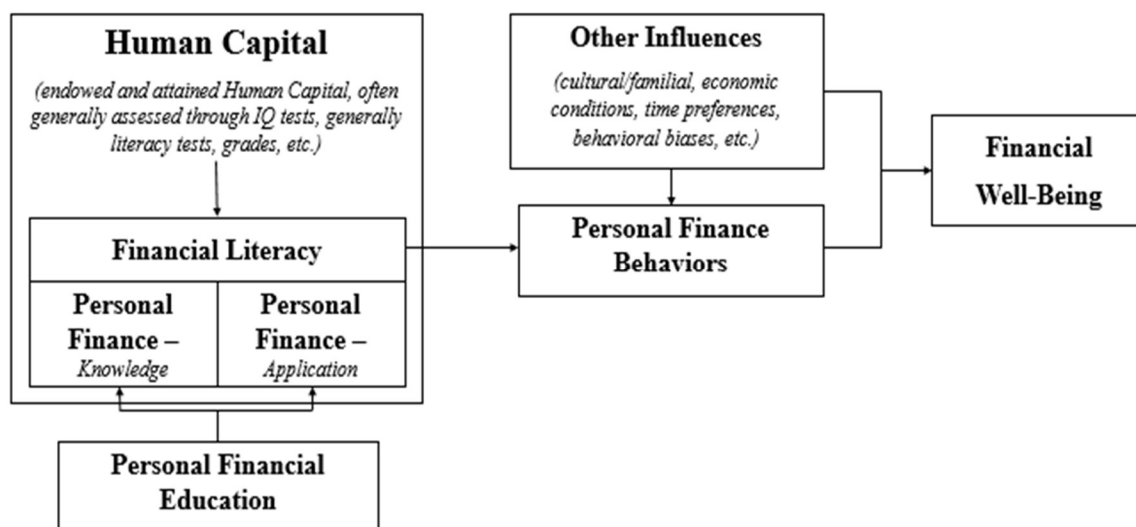 Human Capital
(endowed and attained Human Capital, often
generally assessed through IQ tests, generally
literacy tests, grades, etc.)
Financial Literacy
Personal
Finance –
Knowledge
Personal
Finance –
Application
Personal Financial
Education
Other Influences
(cultural/familial, economic
conditions, time preferences,
behavioral biases, etc.)
Personal Finance
Behaviors
Financial
Well-Being